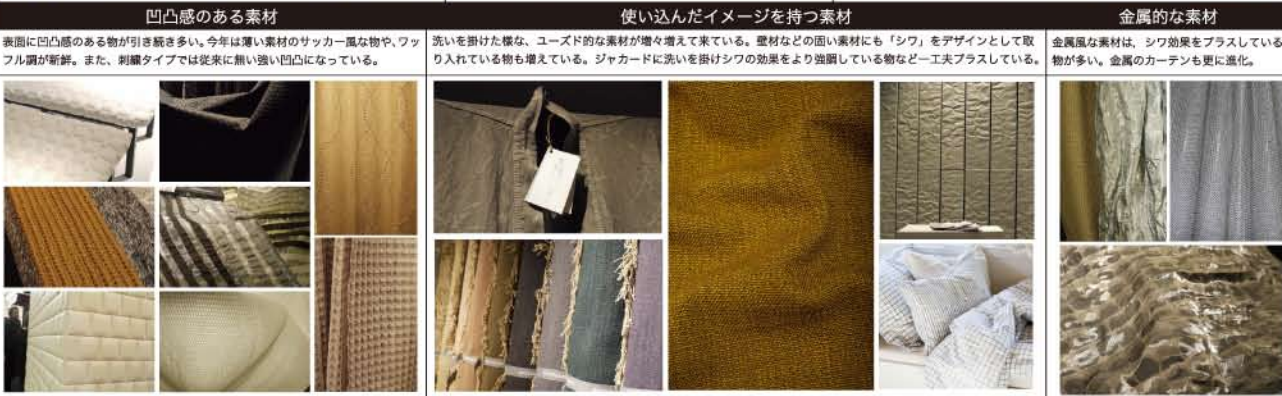 凹凸感のある素材
表面に凹凸感のある物が引き続き多い。今年は薄い素材のサッカー風な物や、ワッ
フル調が新鮮。また、刺繍タイプでは従来に無い強い凹凸になっている。
使い込んだイメージを持つ素材
洗いを掛けた様な、ユーズド的な素材が増々増えて来ている。壁材などの固い素材にも「シワ」をデザインとして取
り入れている物も増えている。ジャカードに洗いを掛けシワの効果をより強調している物など一工夫プラスしている。
金属的な素材
金属風な素材は、シワ効果をプラスしている
物が多い。金属のカーテンも更に進化。